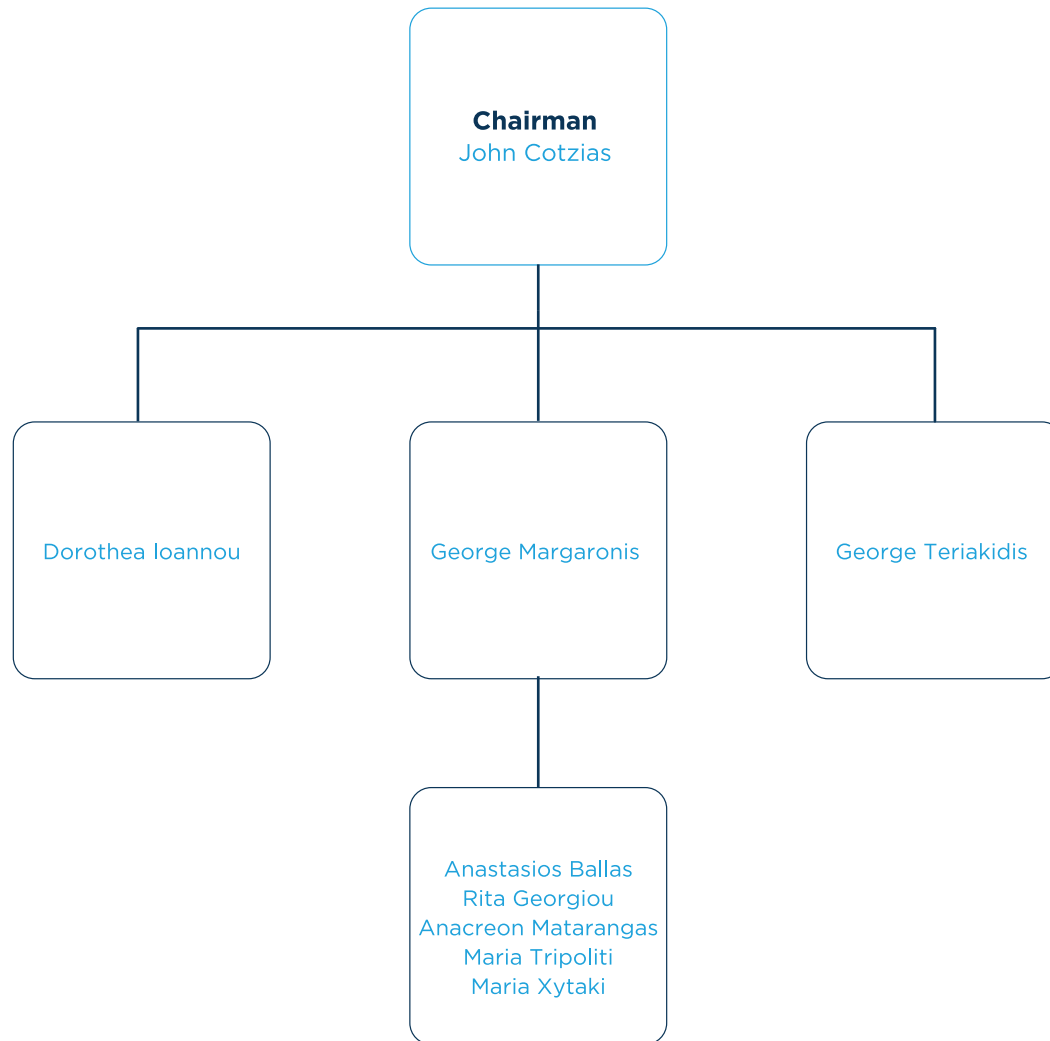 Chairman
John Cotzias
Dorothea Ioannou
George Margaronis
George Teriakidis
Anastasios Ballas
Rita Georgiou
Anacreon Matarangas
Maria Tripoliti
Maria Xytaki